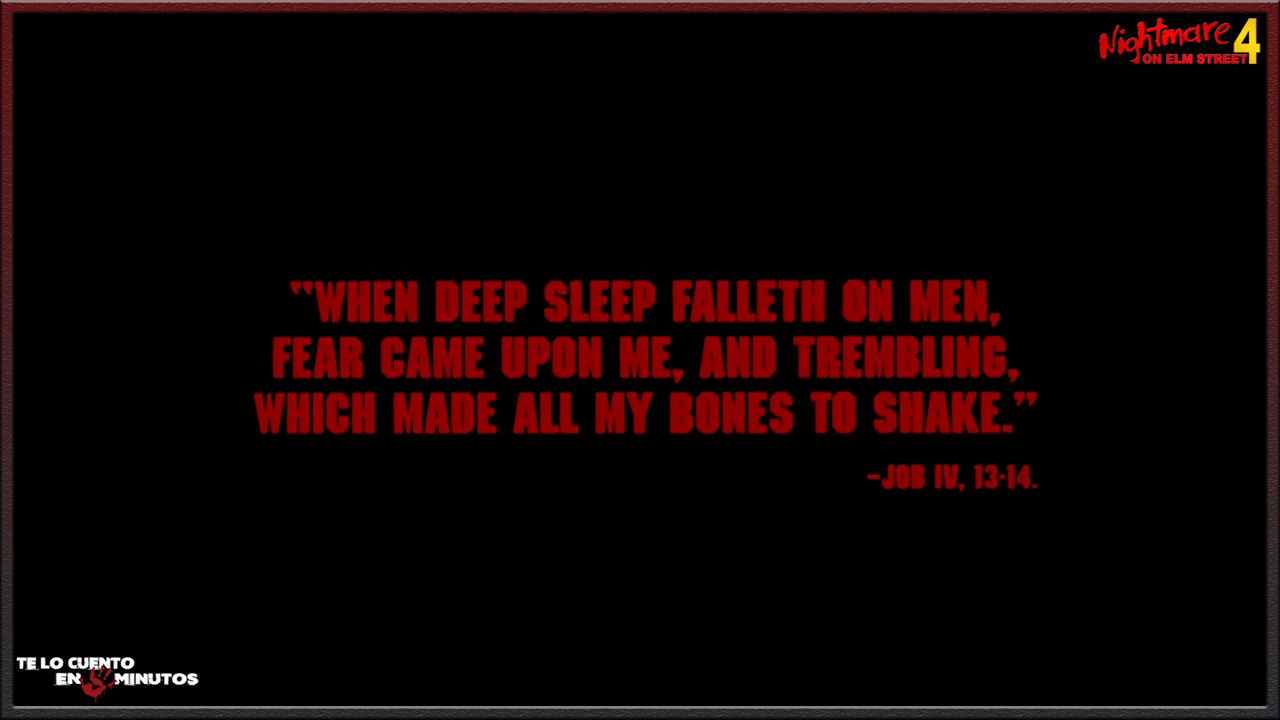 Nightmare 4
ON ELM STREET
“WHEN DEEP SLEEP FALLETH ON MEN,
FEAR CAME UPON ME, AND TREMBLING,
WHICH MADE ALL MY BONES TO SHAKE.”
-JOB IV, 13-14.
TE LO CUENTO
EN MINUTOS